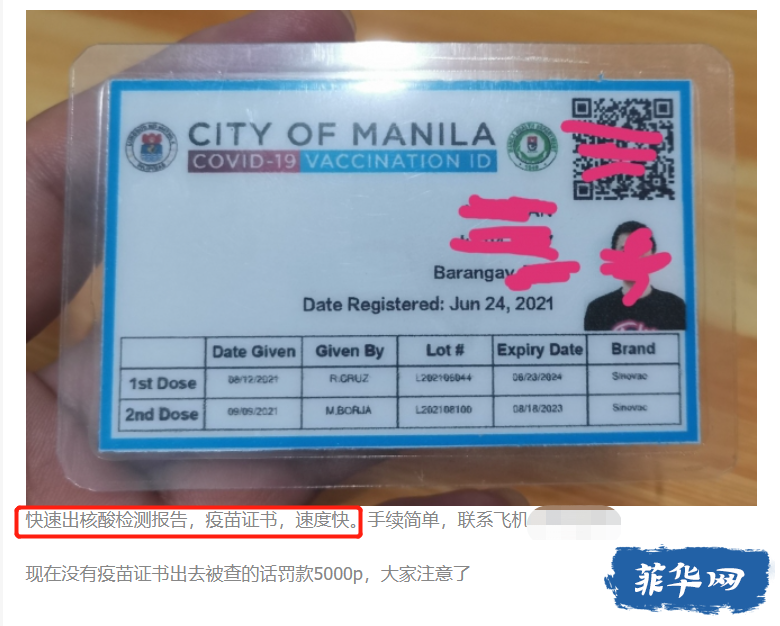 CITY OF MANILA
COVID-19 VACCINATION ID
AN
Barangay
Date Registered: Jun 24, 2021
Date Given Given By Lot # Expiry Date Brand
1st Dose 08/12/2021 R.CRUZ L202106044 06/23/2024 Sinovac
2nd Dose 09/09/2021 M.BORJA L202108100 08/18/2023 Sinovac
快速出核酸检测报告，疫苗证书，速度快。手续简单，联系飞机
现在没有疫苗证书出去被查的话罚款5000p，大家注意了
菲华网